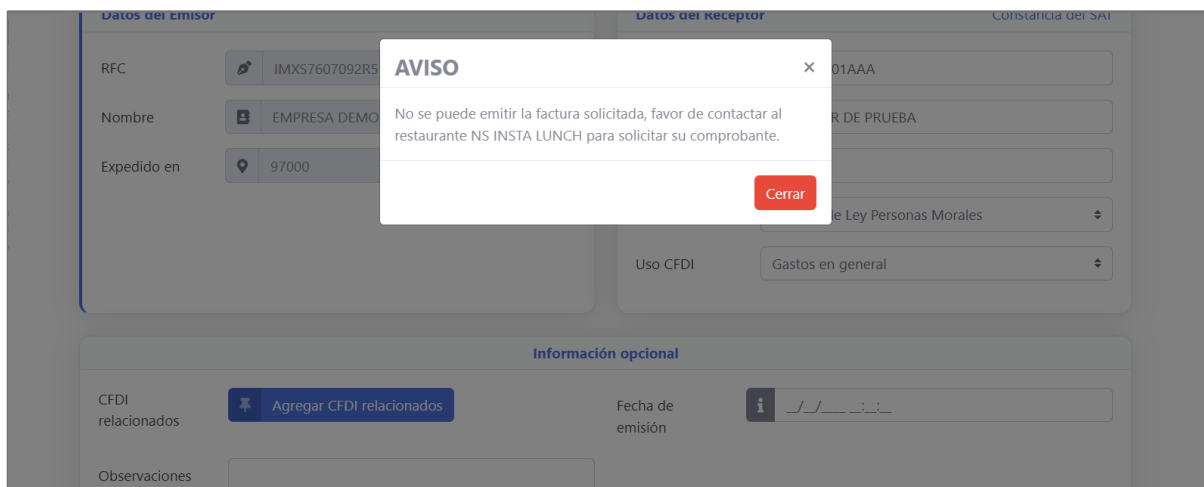 Datos del Emisor
Datos del Receptor
Constancia del SAT
AVISO
×
No se puede emitir la factura solicitada, favor de contactar al
restaurante NS INSTA LUNCH para solicitar su comprobante.
Cerrar
RFC
IMXS7607092R5
01AAA
Nombre
EMPRESA DEMO
R DE PRUEBA
Expedido en
97000
de Ley Personas Morales
Uso CFDI
Gastos en general
Información opcional
CFDI
relacionados
Agregar CFDI relacionados
Fecha de
emisión
__/__/____ __:__:__
Observaciones